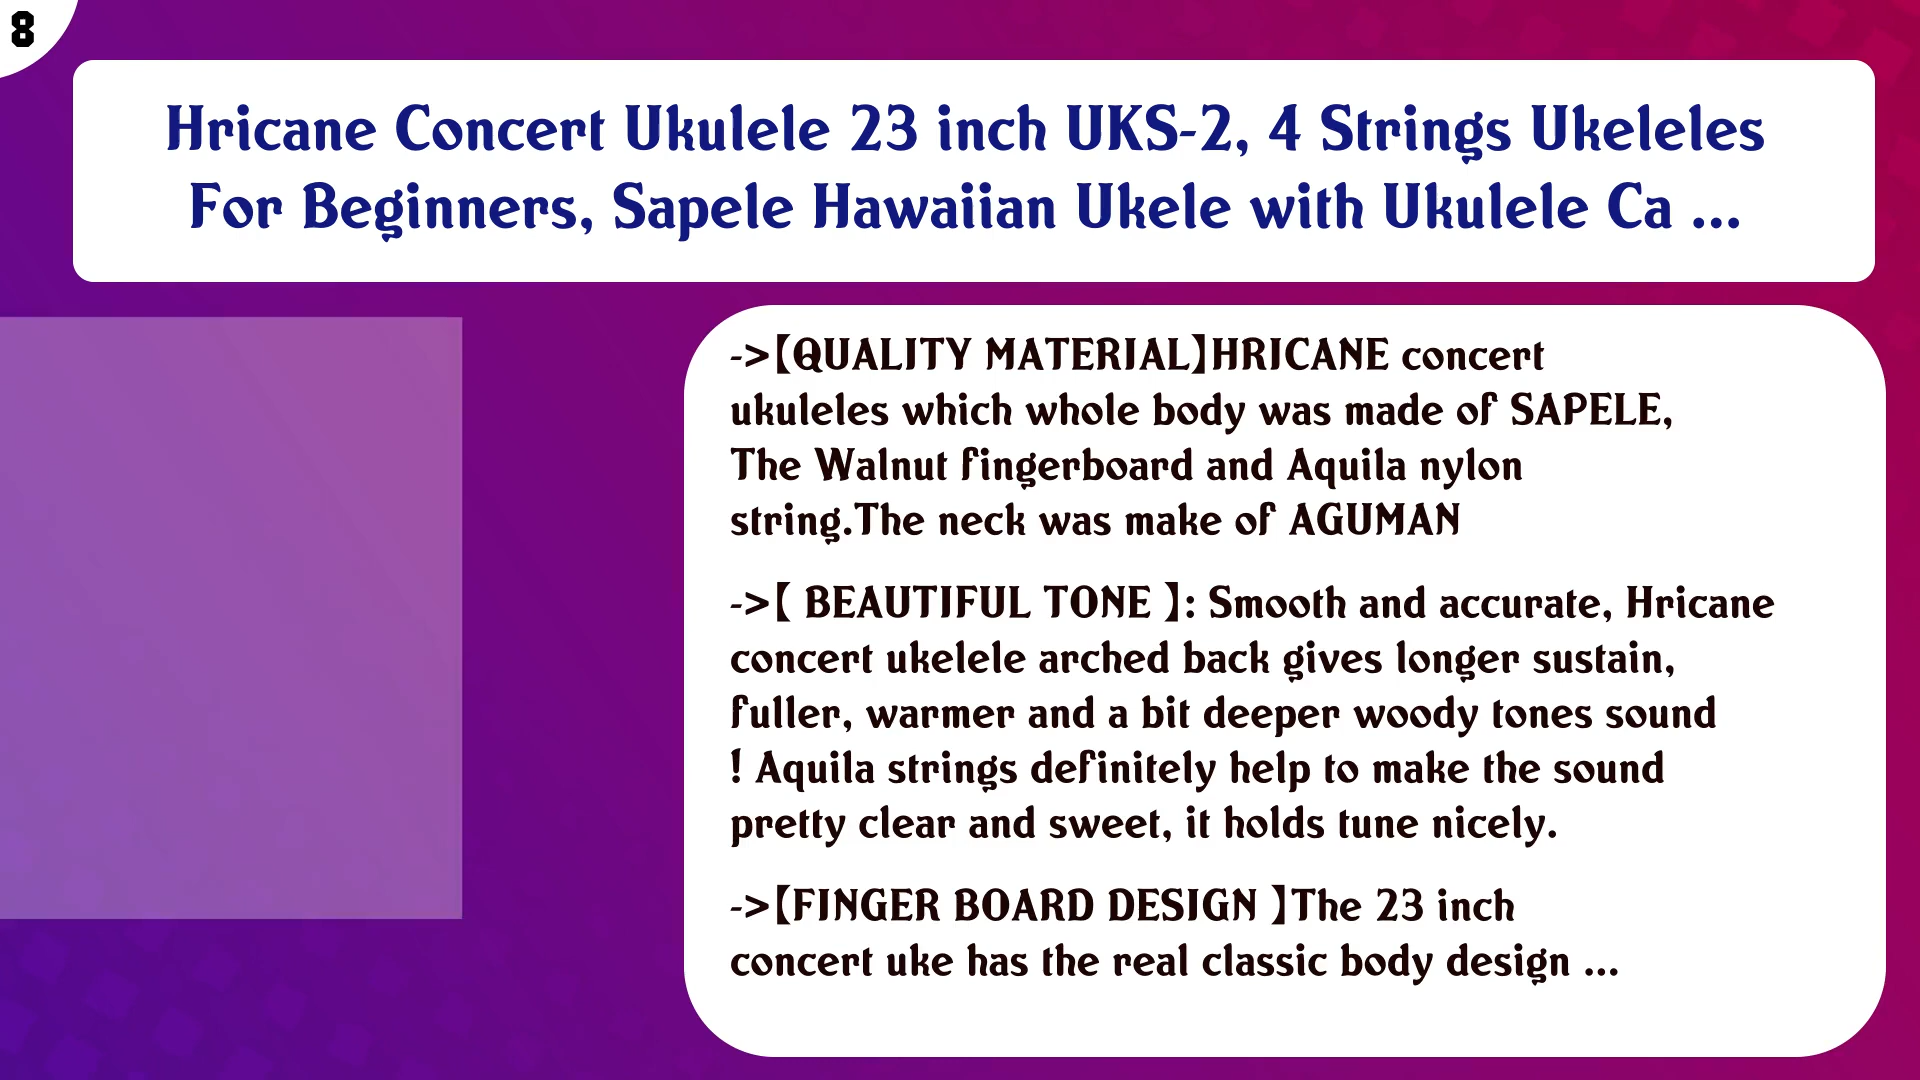 8
Hricane Concert Ukulele 23 inch UKS-2, 4 Strings Ukeleles
For Beginners, Sapele Hawaiian Ukele with Ukulele Ca ...
->【QUALITY MATERIAL】HRICANE concert
ukuleles which whole body was made of SAPELE,
The Walnut fingerboard and Aquila nylon
string.The neck was make of AGUMAN
->【 BEAUTIFUL TONE 】: Smooth and accurate, Hricane
concert ukelele arched back gives longer sustain,
fuller, warmer and a bit deeper woody tones sound
! Aquila strings definitely help to make the sound
pretty clear and sweet, it holds tune nicely.
->【FINGER BOARD DESIGN 】The 23 inch
concert uke has the real classic body design ...